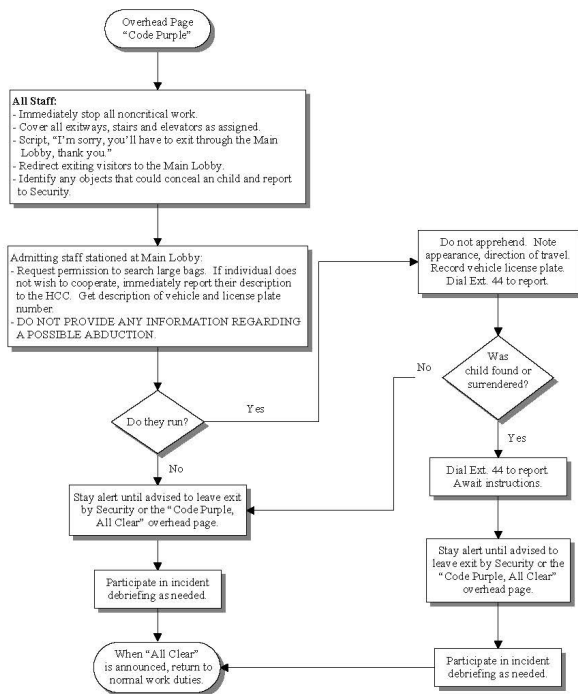 Overhead Page
“Code Purple”
All Staff:
- Immediately stop all noncritical work.
- Cover all exitways, stairs and elevators as assigned.
- Script, “I’m sorry, you’ll have to exit through the Main
Lobby, thank you.”
- Redirect exiting visitors to the Main Lobby.
- Identify any objects that could conceal an child and report
to Security.
Admitting staff stationed at Main Lobby:
- Request permission to search large bags. If individual does
not wish to cooperate, immediately report their description
to the HCC. Get description of vehicle and license plate
number.
- DO NOT PROVIDE ANY INFORMATION REGARDING
A POSSIBLE ABDUCTION.
Do they run?
Yes
No
Do not apprehend. Note
appearance, direction of travel.
Record vehicle license plate.
Dial Ext. 44 to report.
Was
child found or
surrendered?
No
Yes
Dial Ext. 44 to report.
Await instructions.
Stay alert until advised to leave exit
by Security or the “Code Purple,
All Clear” overhead page.
Stay alert until advised to
leave exit by Security or the
“Code Purple, All Clear”
overhead page.
Participate in incident
debriefing as needed.
Participate in incident
debriefing as needed.
When “All Clear”
is announced, return to
normal work duties.